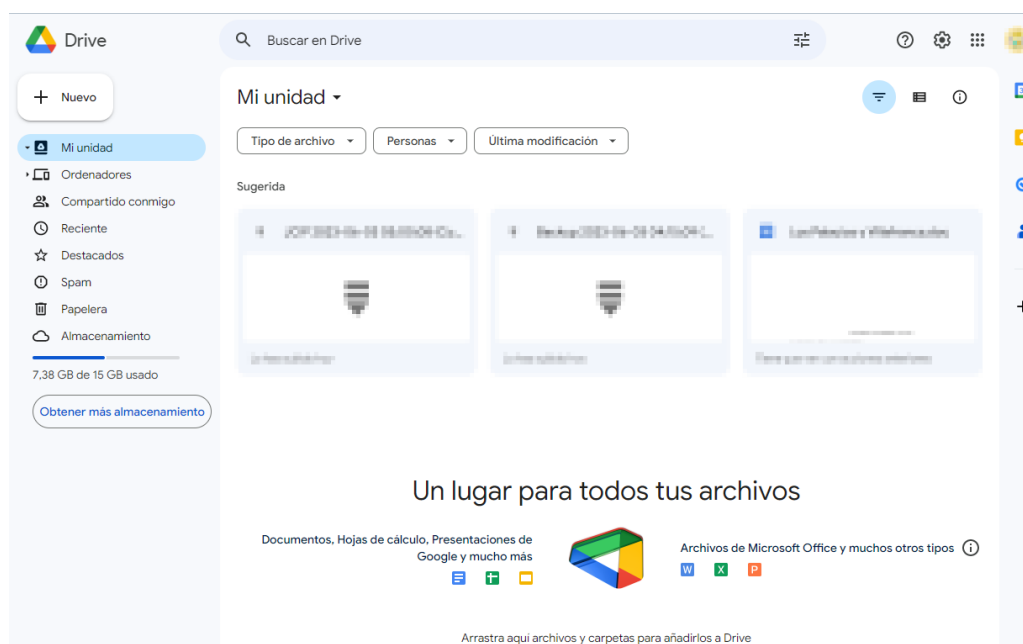 Drive
Buscar en Drive
Nuevo
Mi unidad
Ordenadores
Compartido conmigo
Reciente
Destacados
Spam
Papelera
Almacenamiento
7,38 GB de 15 GB usado
Obtener más almacenamiento
Mi unidad
Tipo de archivo
Personas
Última modificación
Sugerida
Un lugar para todos tus archivos
Documentos, Hojas de cálculo, Presentaciones de
Google y mucho más
Archivos de Microsoft Office y muchos otros tipos
W X P
Arrastra aquí archivos y carpetas para añadirlos a Drive